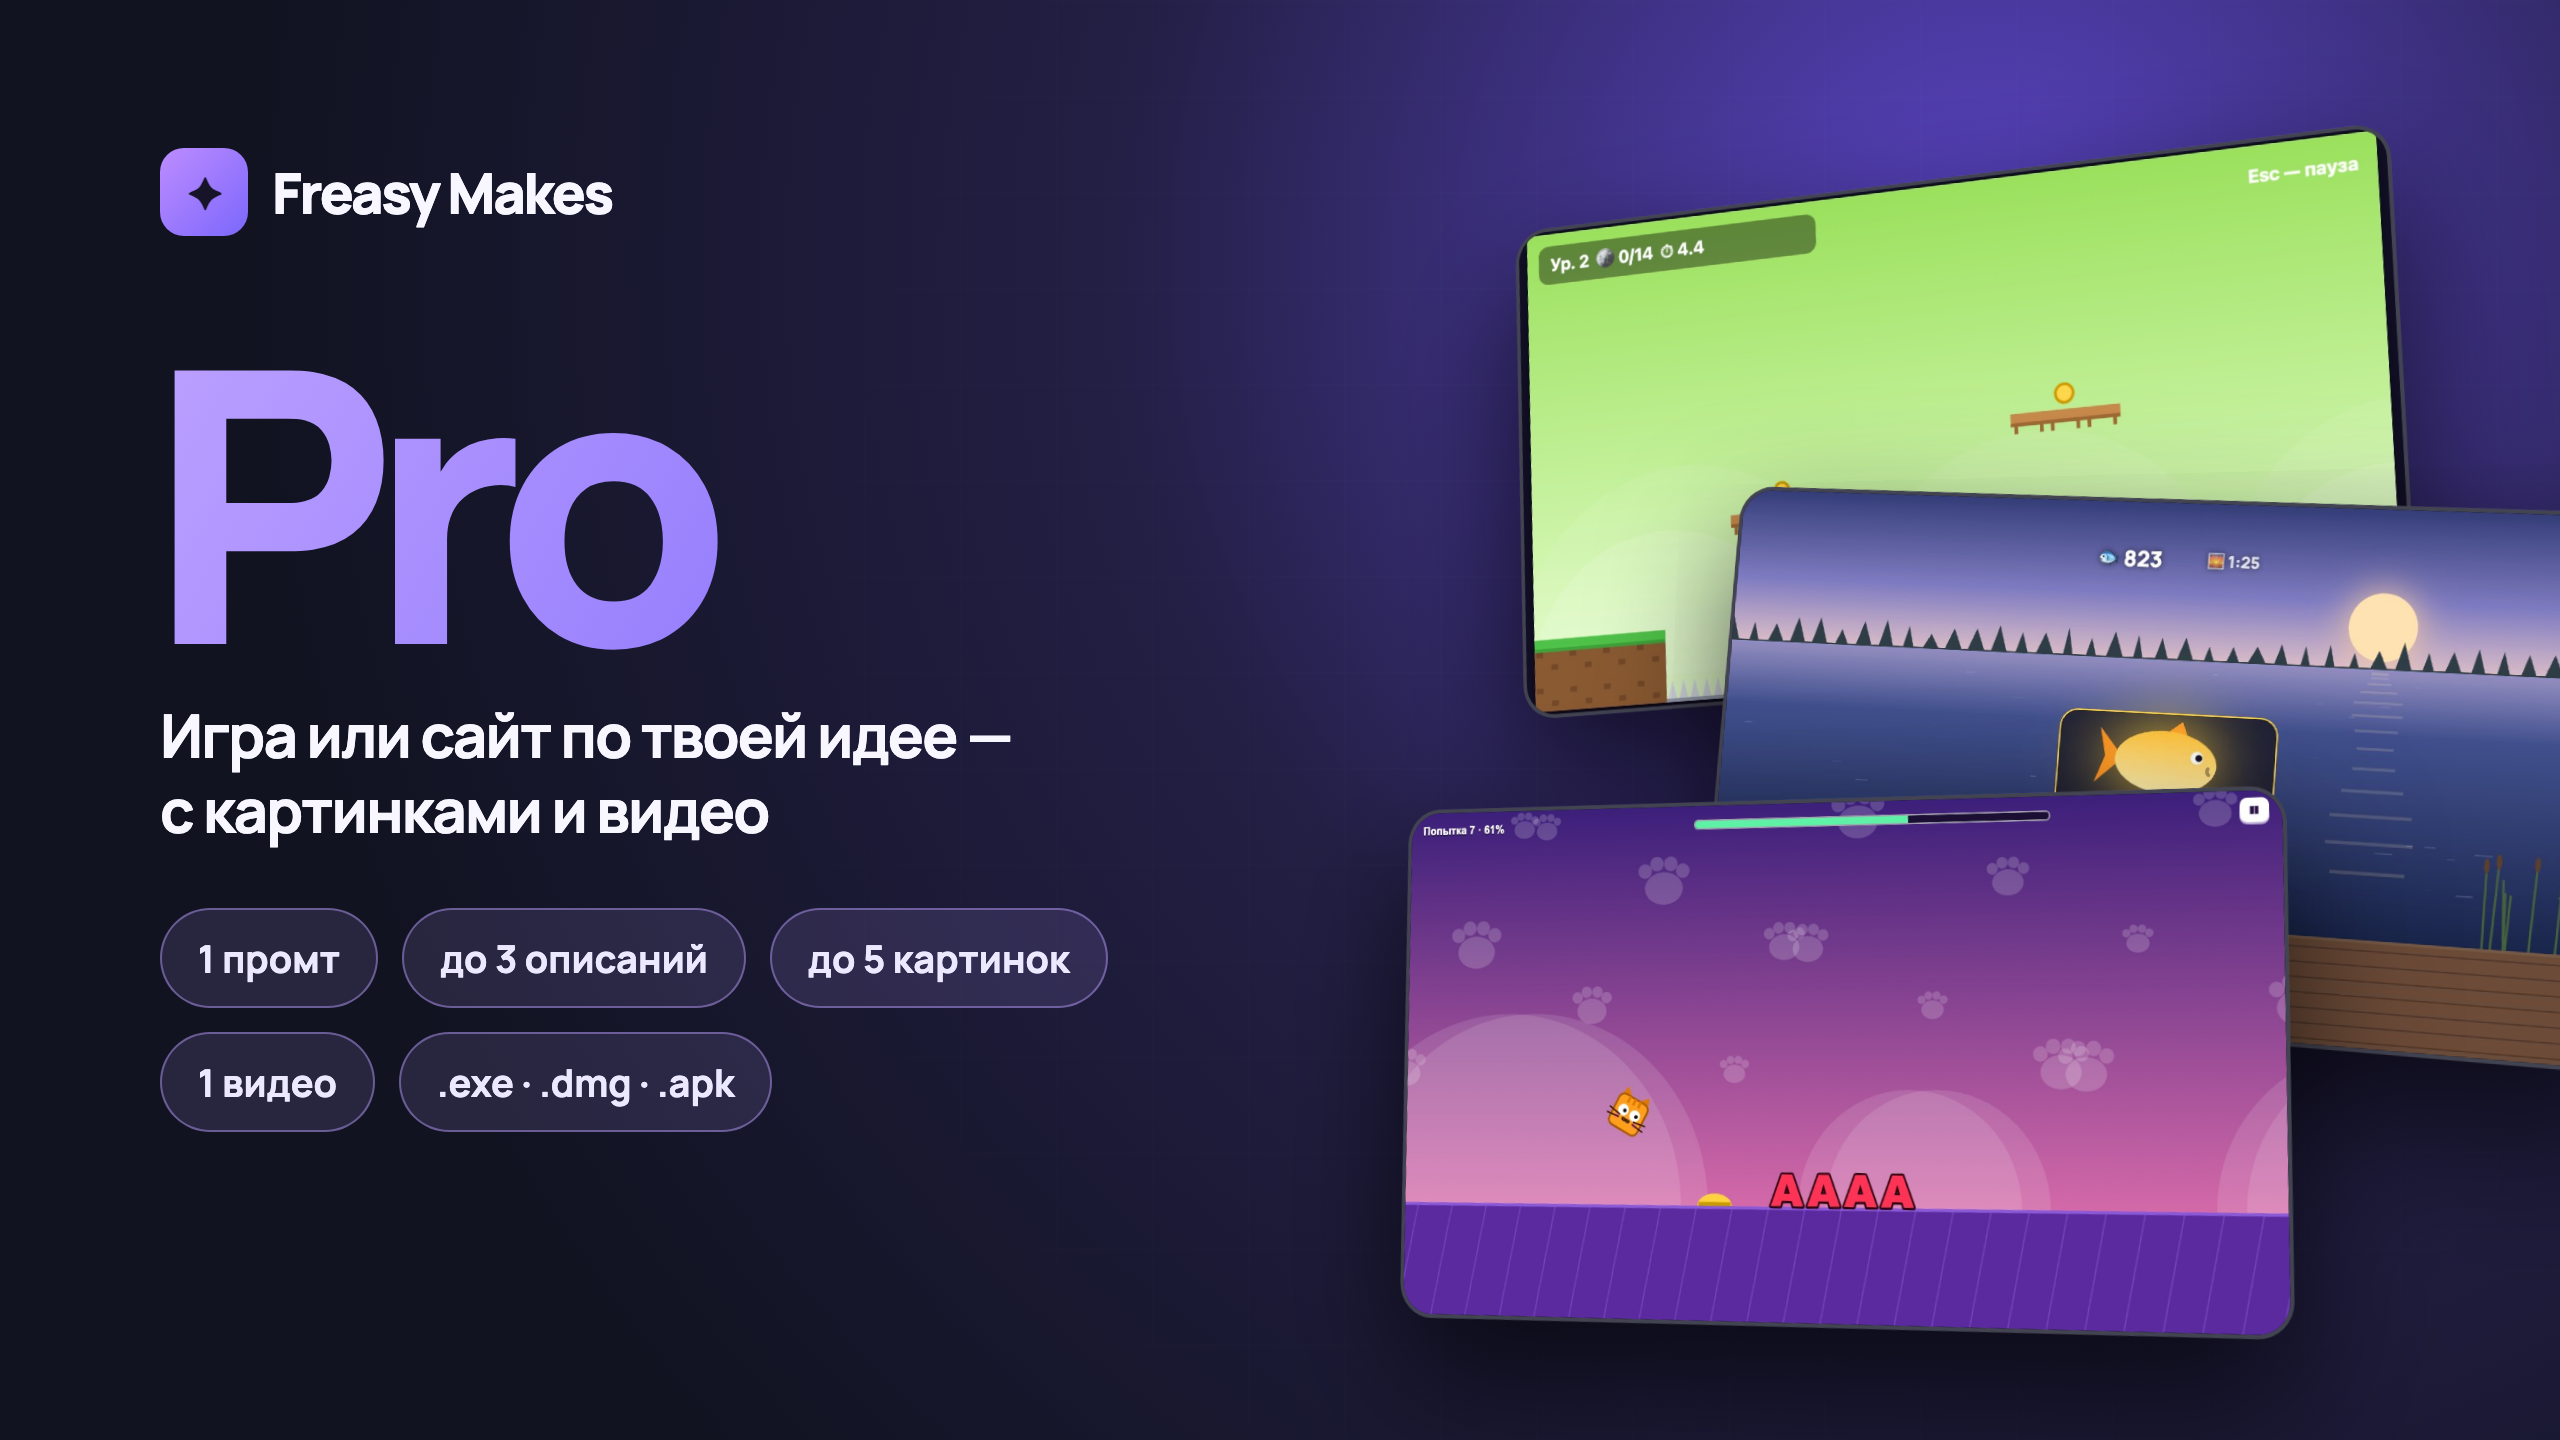 Freasy Makes
Pro
Игра или сайт по твоей идее —
с картинками и видео
1 промт
до 3 описаний
до 5 картинок
1 видео
.exe · .dmg · .apk
Esc — пауза
Ур. 2 0/14 4.4
823 1:25
Попытка 7 · 61%
AAAA